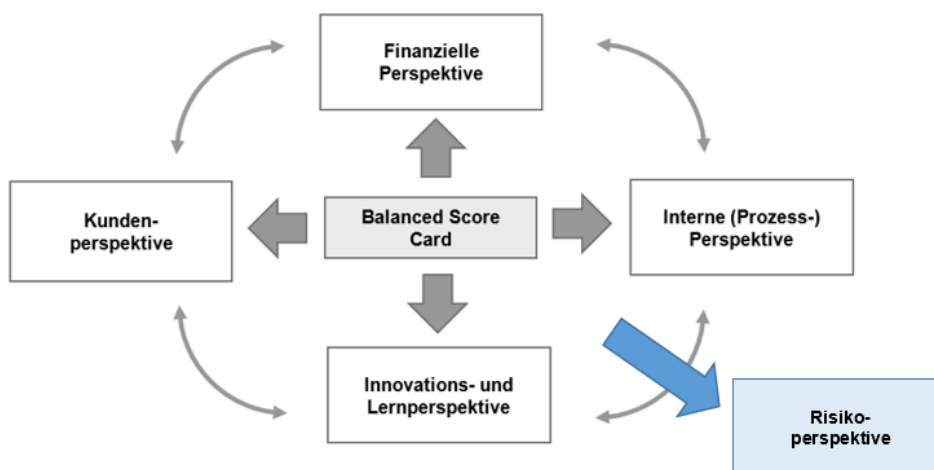 Finanzielle
Perspektive
Kunden-
perspektive
Balanced Score
Card
Interne (Prozess-)
Perspektive
Innovations- und
Lernperspektive
Risiko-
perspektive